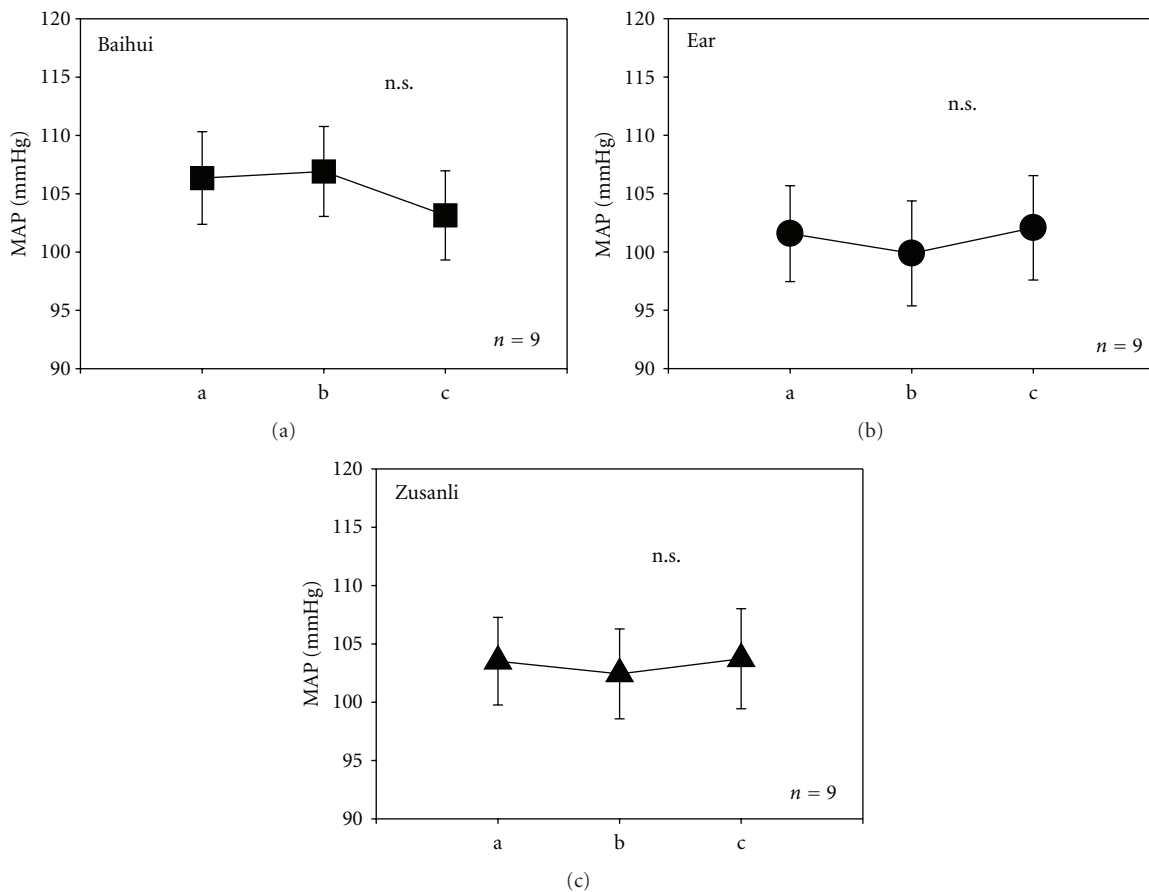 120
115
110
105
100
95
90
MAP (mmHg)
Baihui
n.s.
n = 9
a b c
(a)
120
115
110
105
100
95
90
MAP (mmHg)
Ear
n.s.
n = 9
a b c
(b)
120
115
110
105
100
95
90
MAP (mmHg)
Zusanli
n.s.
n = 9
a b c
(c)